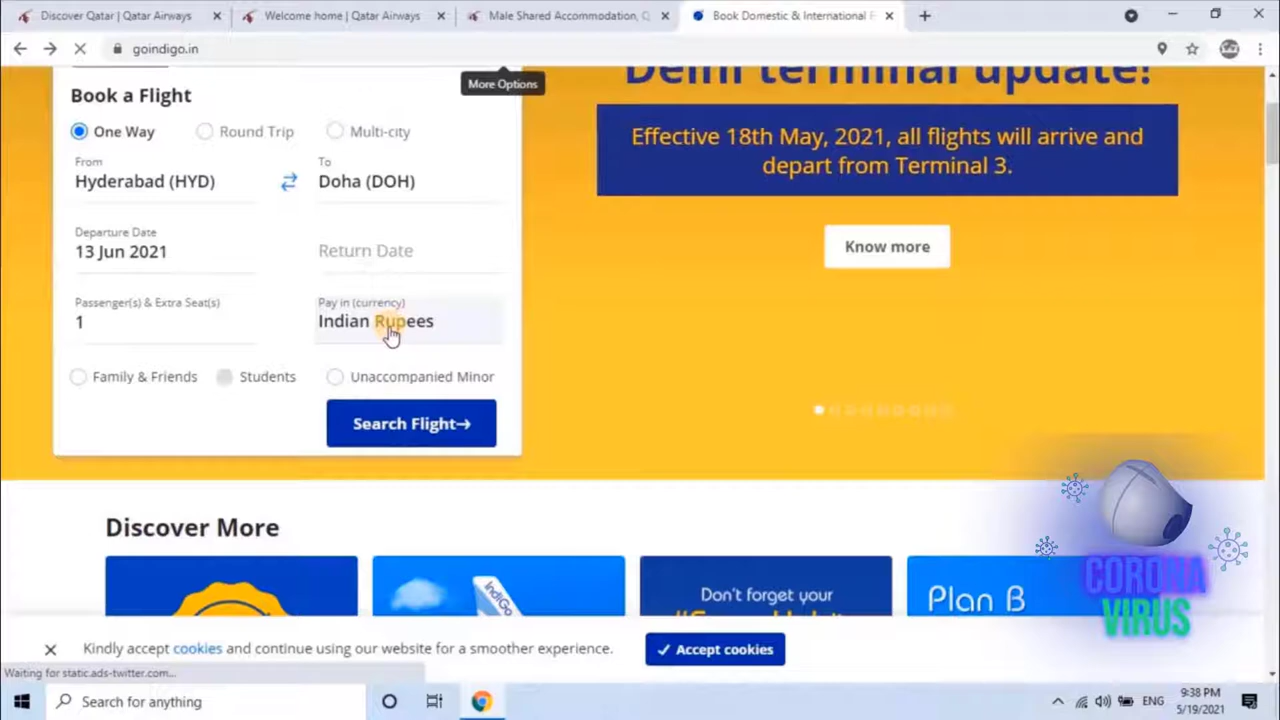 Discover Qatar | Qatar Airways
Welcome home | Qatar Airways
Male Shared Accommodation, Q
Book Domestic & International F
goindigo.in
More Options
Book a Flight
One Way
Round Trip
Multi-city
From
Hyderabad (HYD)
To
Doha (DOH)
Departure Date
13 Jun 2021
Return Date
Passenger(s) & Extra Seat(s)
1
Pay in (currency)
Indian Rupees
Family & Friends
Students
Unaccompanied Minor
Search Flight→
Delhi terminal update!
Effective 18th May, 2021, all flights will arrive and
depart from Terminal 3.
Know more
Discover More
IndiGo
Don't forget your
Plan B
CORONA
VIRUS
Kindly accept cookies and continue using our website for a smoother experience.
Accept cookies
Waiting for static.ads-twitter.com...
Search for anything
ENG
9:38 PM
5/19/2021